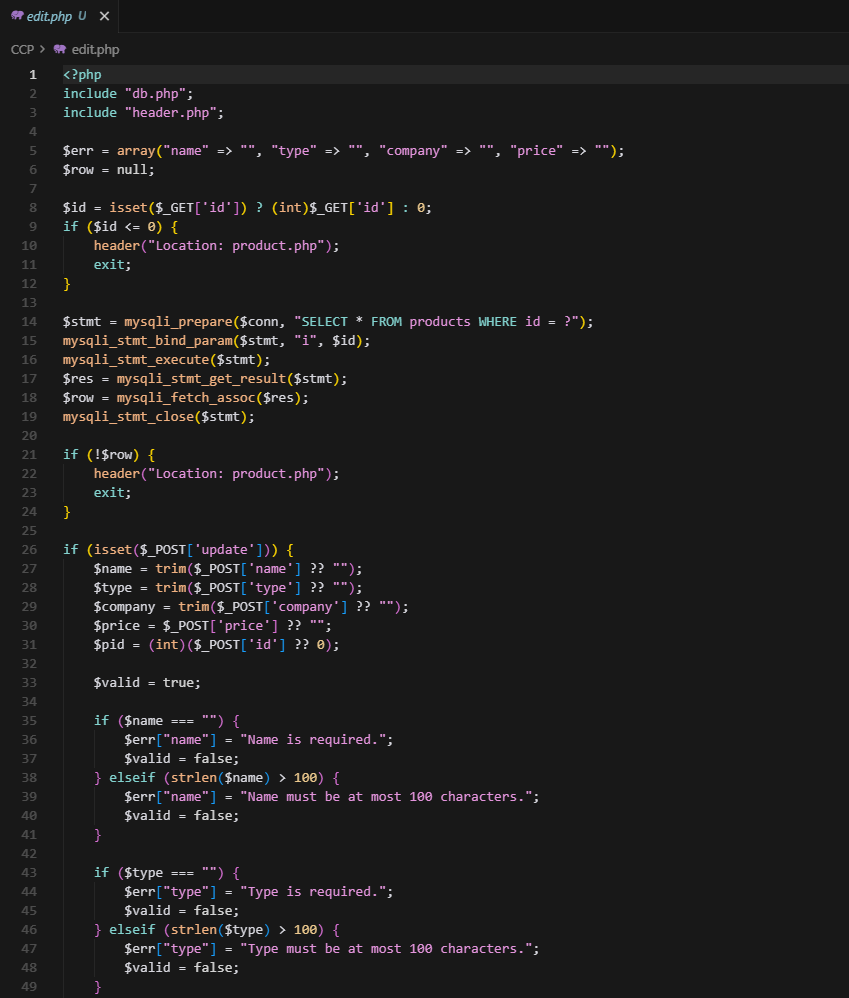 edit.php U ×
CCP > edit.php
1 <?php
2 include "db.php";
3 include "header.php";
4
5 $err = array("name" => "", "type" => "", "company" => "", "price" => "");
6 $row = null;
7
8 $id = isset($_GET['id']) ? (int)$_GET['id'] : 0;
9 if ($id <= 0) {
10     header("Location: product.php");
11     exit;
12 }
13
14 $stmt = mysqli_prepare($conn, "SELECT * FROM products WHERE id = ?");
15 mysqli_stmt_bind_param($stmt, "i", $id);
16 mysqli_stmt_execute($stmt);
17 $res = mysqli_stmt_get_result($stmt);
18 $row = mysqli_fetch_assoc($res);
19 mysqli_stmt_close($stmt);
20
21 if (!$row) {
22     header("Location: product.php");
23     exit;
24 }
25
26 if (isset($_POST['update'])) {
27     $name = trim($_POST['name'] ?? "");
28     $type = trim($_POST['type'] ?? "");
29     $company = trim($_POST['company'] ?? "");
30     $price = $_POST['price'] ?? "";
31     $pid = (int)($_POST['id'] ?? 0);
32
33     $valid = true;
34
35     if ($name === "") {
36         $err["name"] = "Name is required.";
37         $valid = false;
38     } elseif (strlen($name) > 100) {
39         $err["name"] = "Name must be at most 100 characters.";
40         $valid = false;
41     }
42
43     if ($type === "") {
44         $err["type"] = "Type is required.";
45         $valid = false;
46     } elseif (strlen($type) > 100) {
47         $err["type"] = "Type must be at most 100 characters.";
48         $valid = false;
49     }